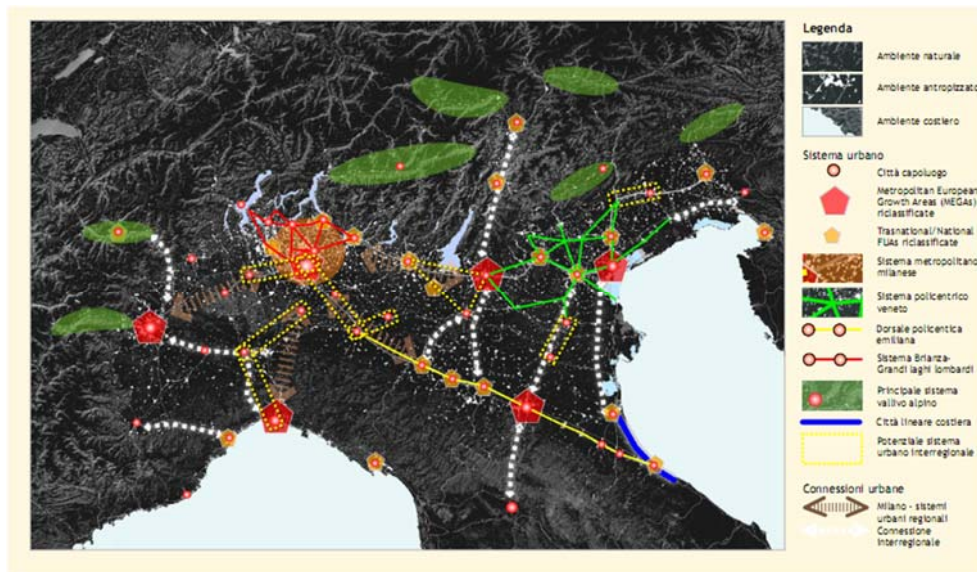 Legenda
Ambiente naturale
Ambiente antropizzato
Ambiente costiero
Sistema urbano
Città capoluogo
Metropolitan European
Growth Areas (MEGAs)
riclassificate
Trasnational/National
FUAs riclassificate
Sistema metropolitano
milanese
Sistema policentrico
veneto
Dorsale policentica
emiliana
Sistema Brianza-
Grandi laghi lombardi
Principale sistema
vallivo alpino
Città lineare costiera
Potenziale sistema
urbano interregionale
Connessioni urbane
Milano - sistemi
urbani regionali
Connessione
interregionale